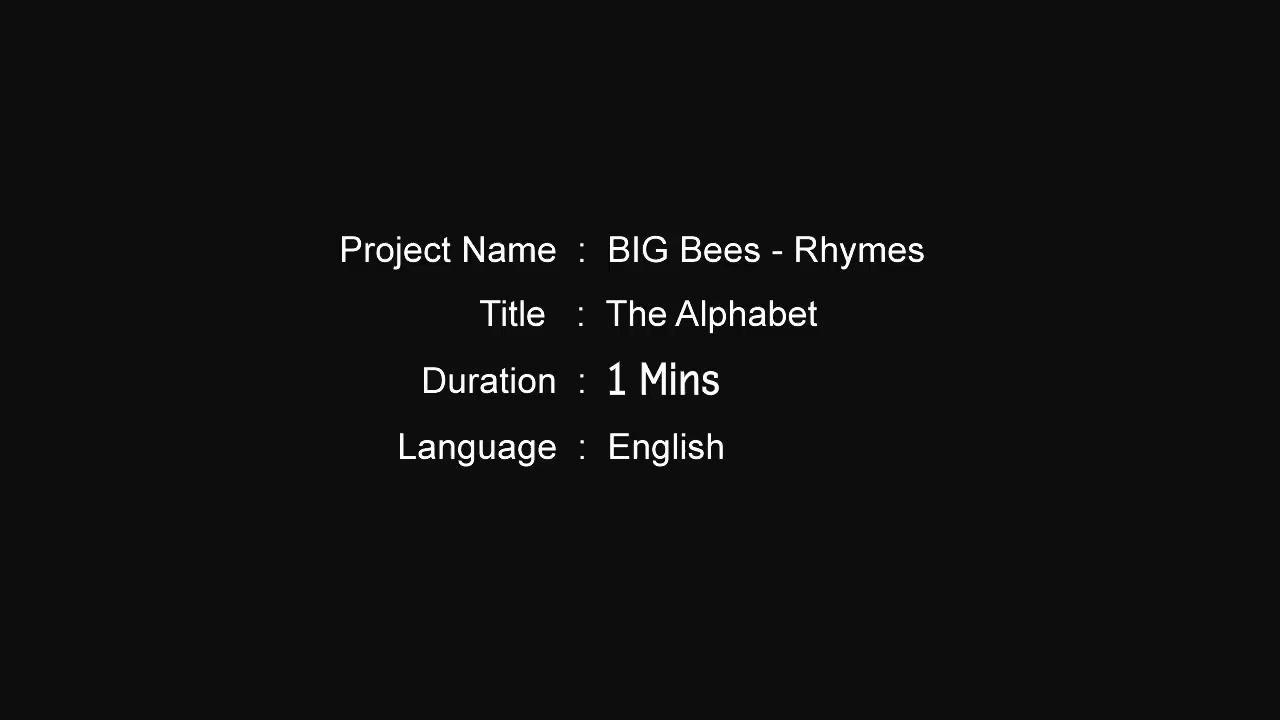 Project Name : BIG Bees - Rhymes
Title : The Alphabet
Duration : 1 Mins
Language : English